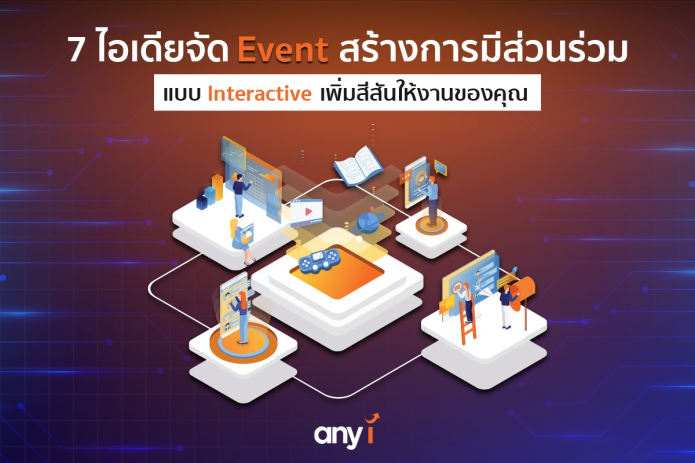 7 ไอเดียจัด Event สร้างการมีส่วนร่วม
แบบ Interactive เพิ่มสีสันให้งานของคุณ
any i